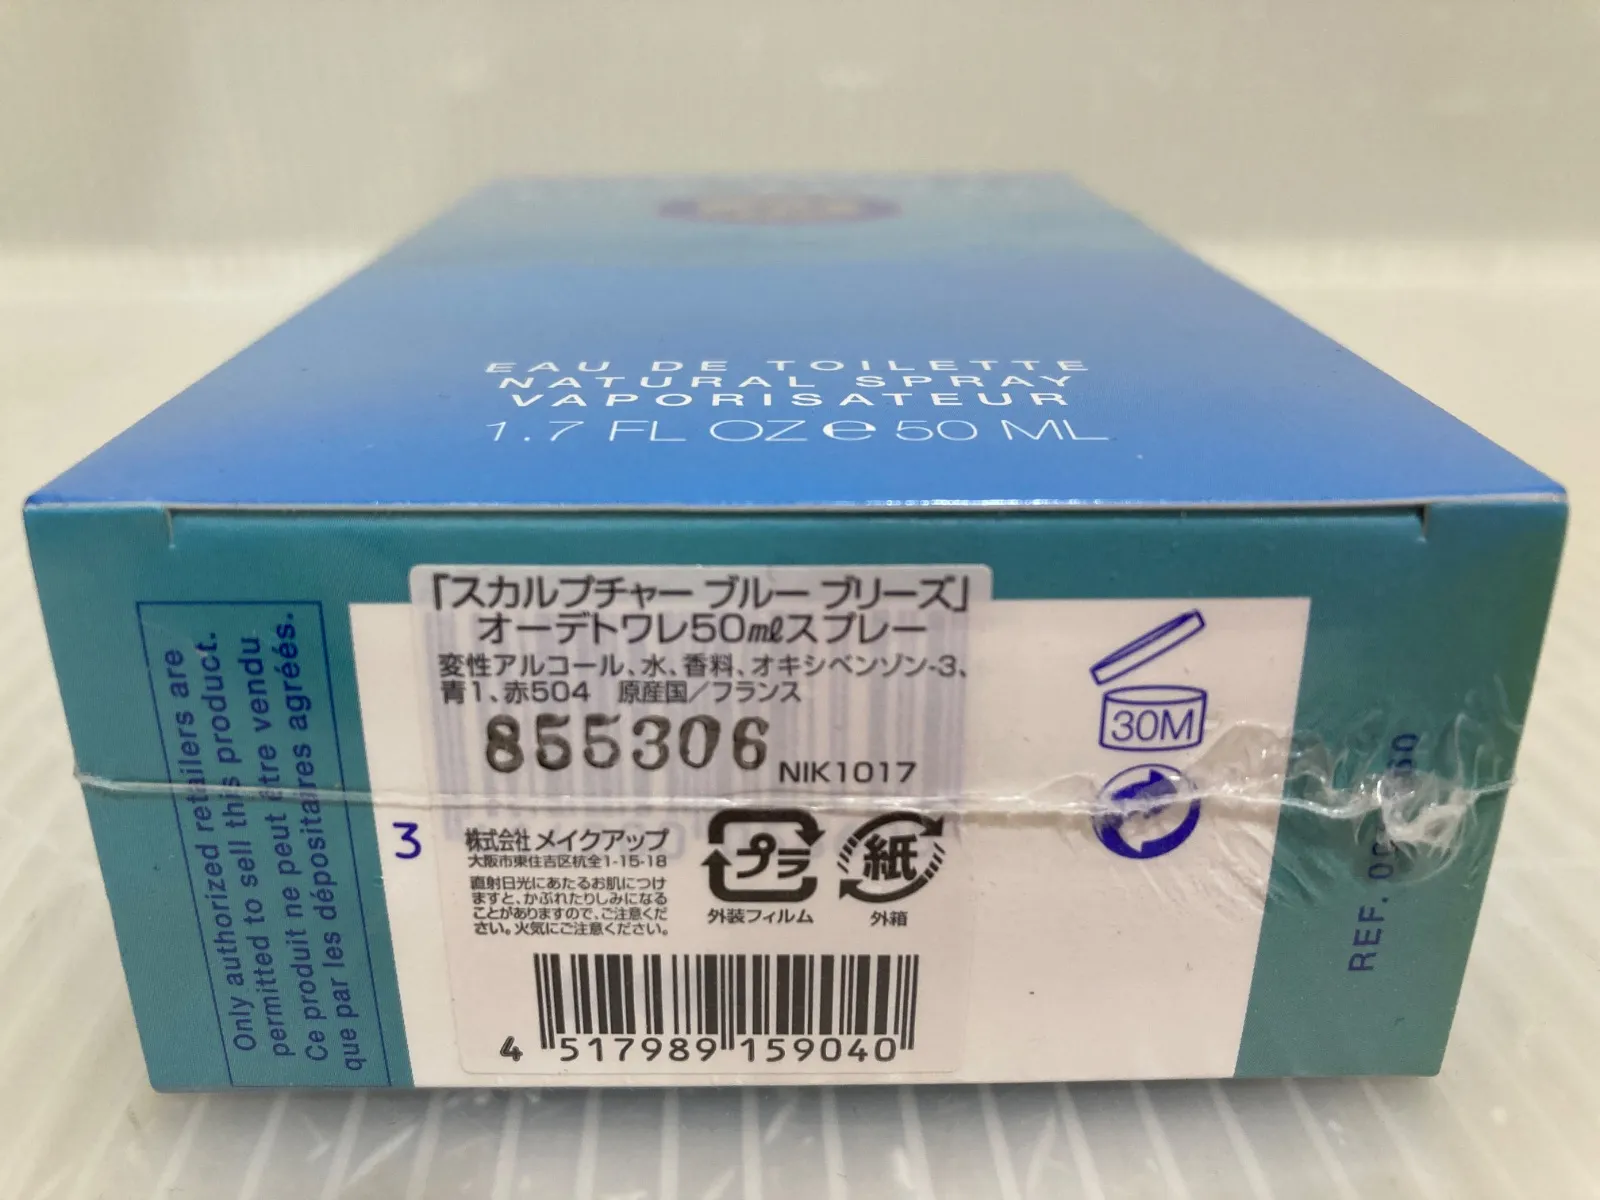 EAU DE TOILETTE
NATURAL SPRAY
VAPORISATEUR
1.7 FL OZ e 50 ML
Only authorized retailers are
permitted to sell this product.
Ce produit ne peut être vendu
que par les dépositaires agréés.
「スカルプチャー ブルー ブリーズ」
オーデトワレ50㎖スプレー
変性アルコール、水、香料、オキシベンゾン-3、
青1、赤504 原産国/フランス
855306
NIK1017
3
株式会社 メイクアップ
大阪市東住吉区杭全1-15-18
直射日光にあたるお肌につけ
ますと、かぶれたりしみになる
ことがありますので、ご注意くだ
さい。火気にご注意ください。
プラ
外装フィルム
紙
外箱
4 517989 159040
30M
REF.